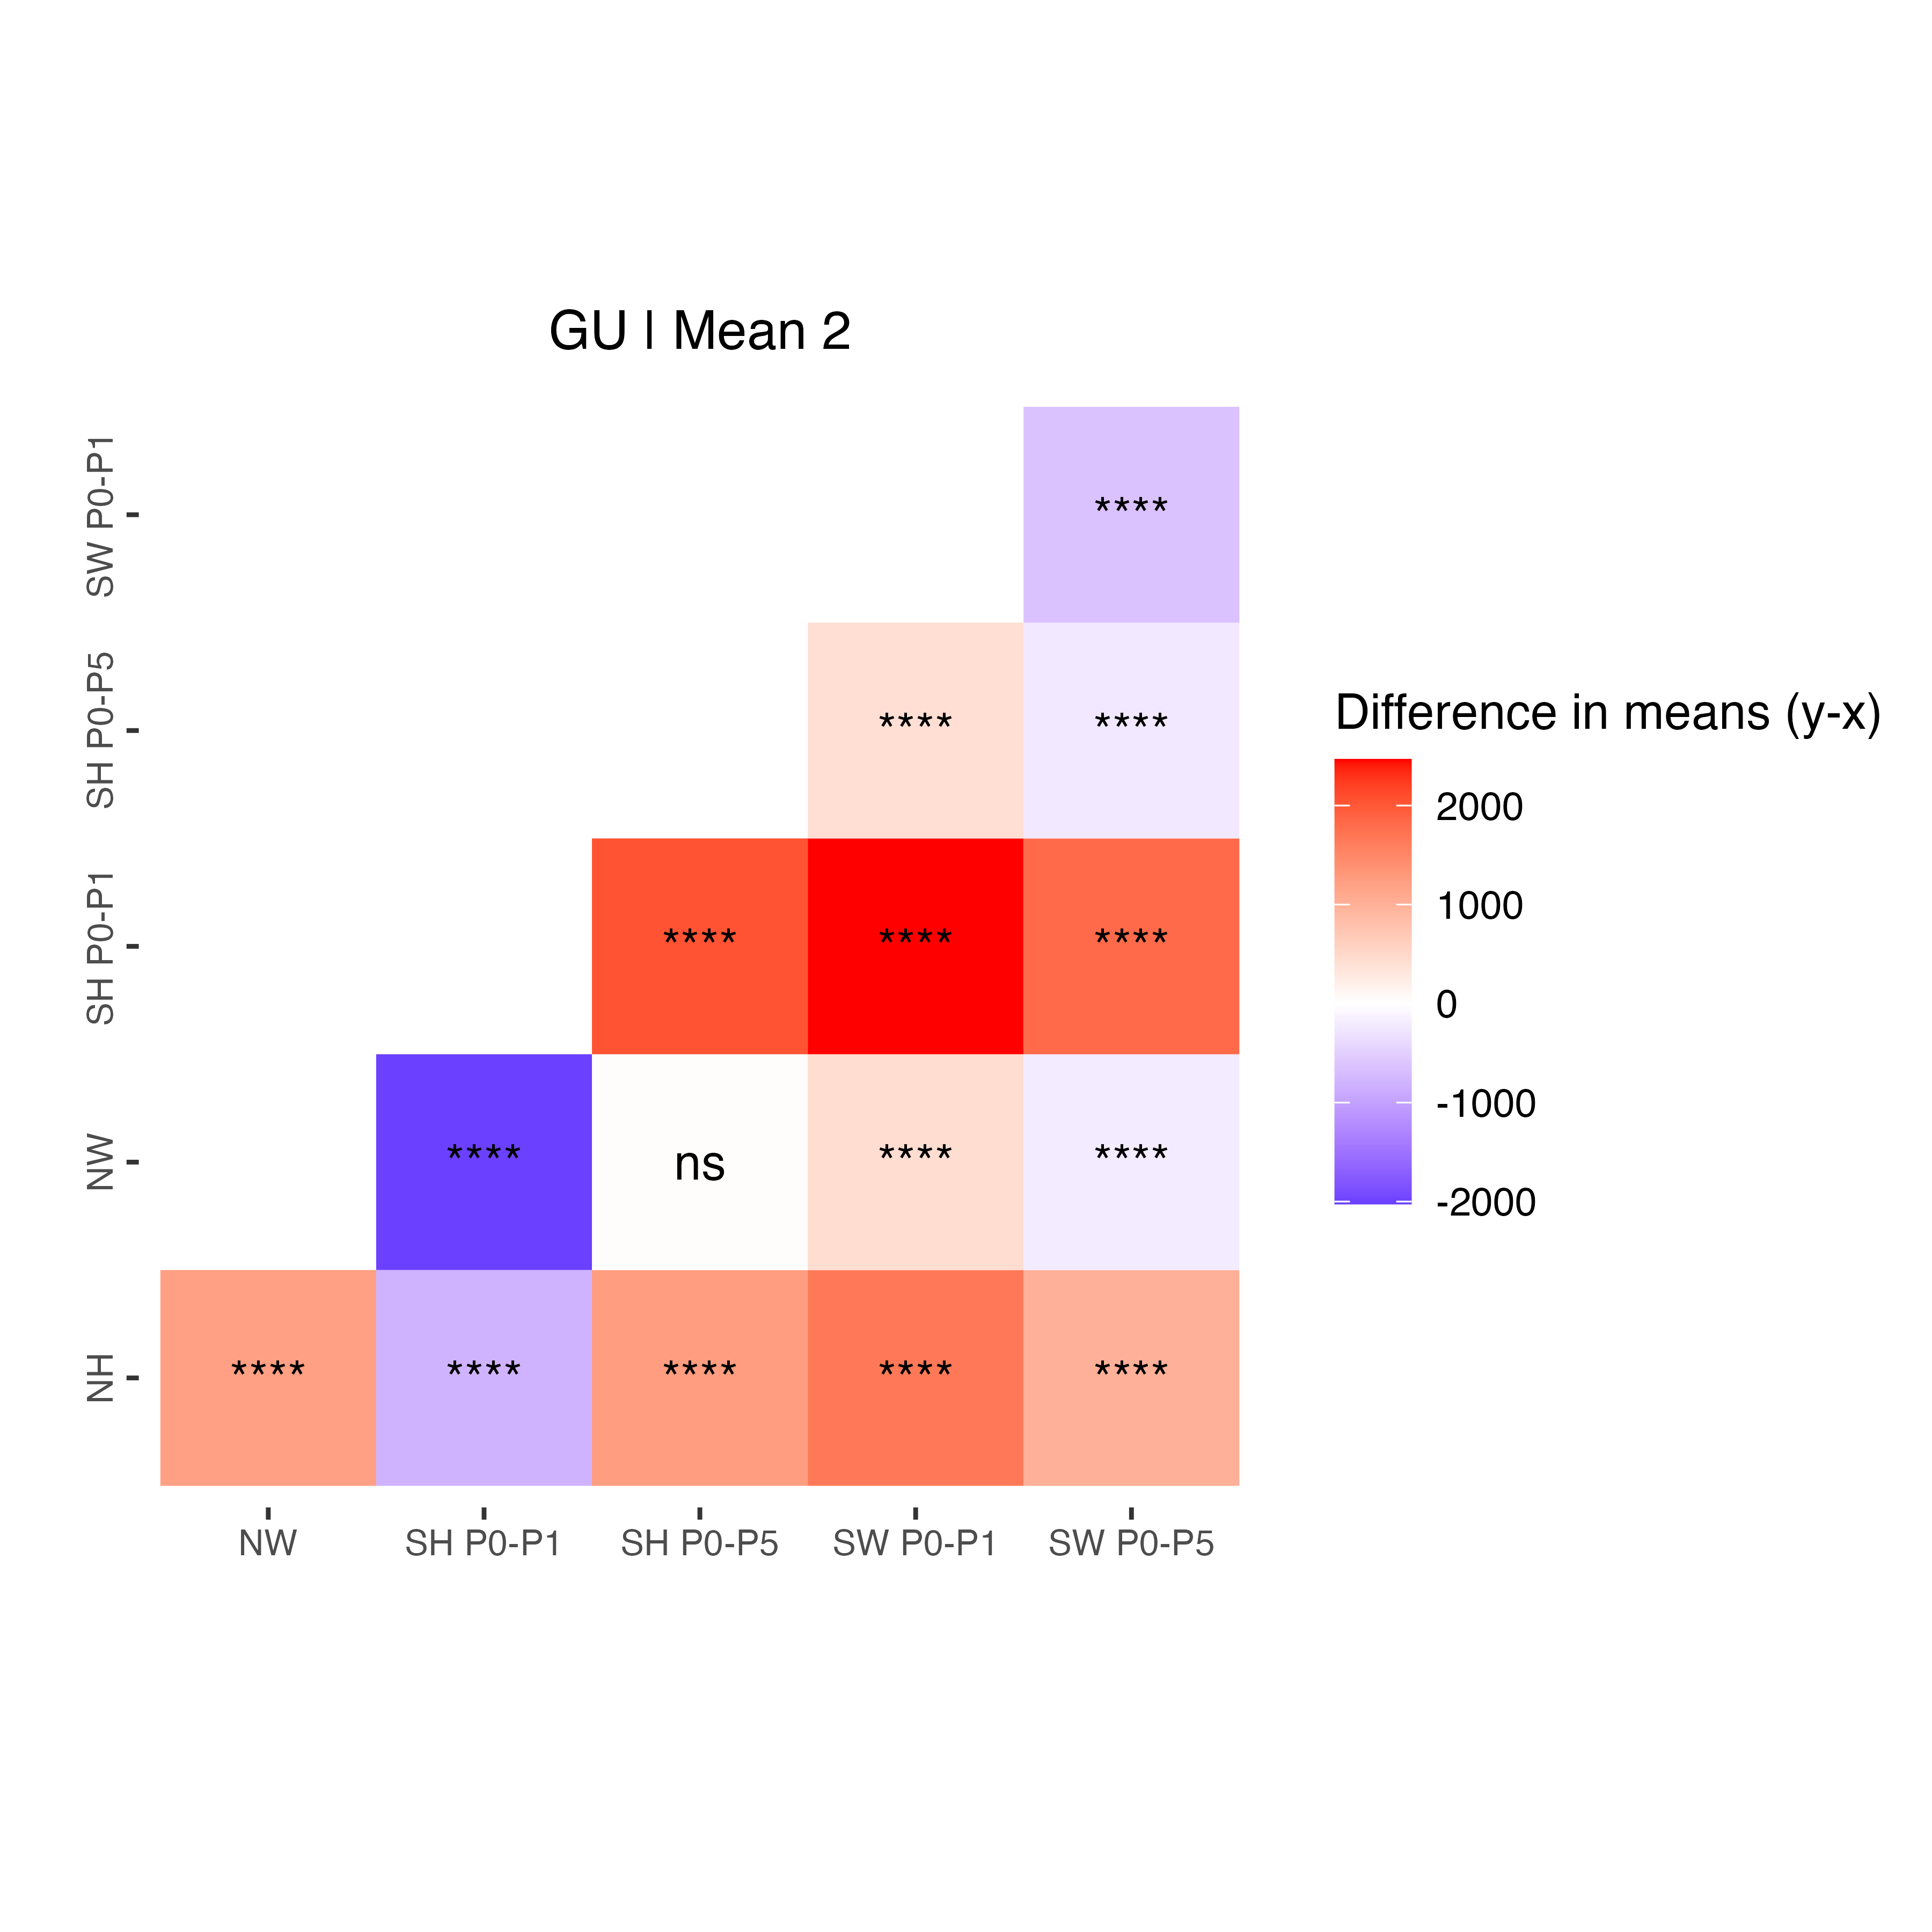 GU | Mean 2
SW P0-P1
****
SH P0-P5
**** ****
SH P0-P1
**** **** ****
NW
**** ns **** ****
NH
**** **** **** **** ****
NW SH P0-P1 SH P0-P5 SW P0-P1 SW P0-P5
Difference in means (y-x)
2000
1000
0
-1000
-2000